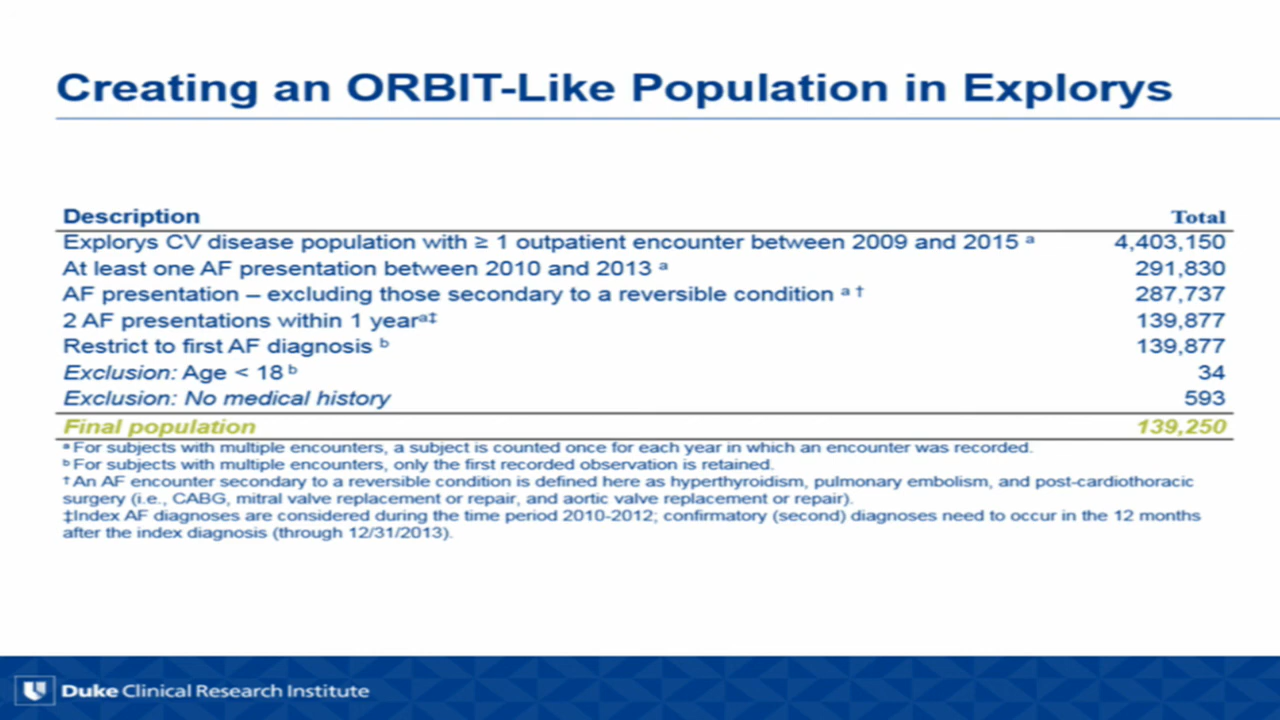 Creating an ORBIT-Like Population in Explorys
Description Total
Explorys CV disease population with ≥ 1 outpatient encounter between 2009 and 2015 ᵃ 4,403,150
At least one AF presentation between 2010 and 2013 ᵃ 291,830
AF presentation – excluding those secondary to a reversible condition ᵃ † 287,737
2 AF presentations within 1 yearᵃ‡ 139,877
Restrict to first AF diagnosis ᵇ 139,877
Exclusion: Age < 18 ᵇ 34
Exclusion: No medical history 593
Final population 139,250
ᵃ For subjects with multiple encounters, a subject is counted once for each year in which an encounter was recorded.
ᵇ For subjects with multiple encounters, only the first recorded observation is retained.
† An AF encounter secondary to a reversible condition is defined here as hyperthyroidism, pulmonary embolism, and post-cardiothoracic
surgery (i.e., CABG, mitral valve replacement or repair, and aortic valve replacement or repair).
‡Index AF diagnoses are considered during the time period 2010-2012; confirmatory (second) diagnoses need to occur in the 12 months
after the index diagnosis (through 12/31/2013).
Duke Clinical Research Institute